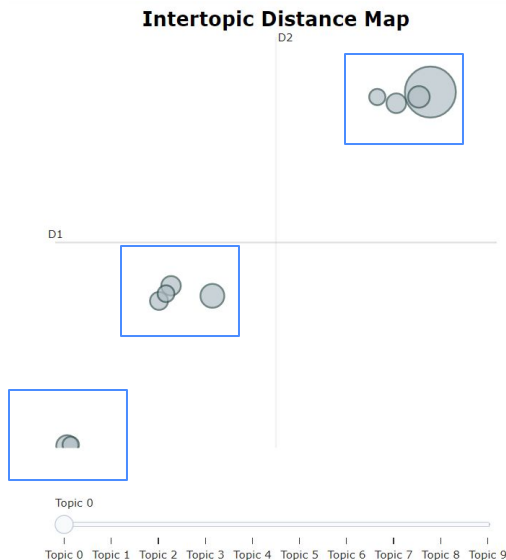 Intertopic Distance Map
D2
D1
Topic 0
Topic 0 Topic 1 Topic 2 Topic 3 Topic 4 Topic 5 Topic 6 Topic 7 Topic 8 Topic 9